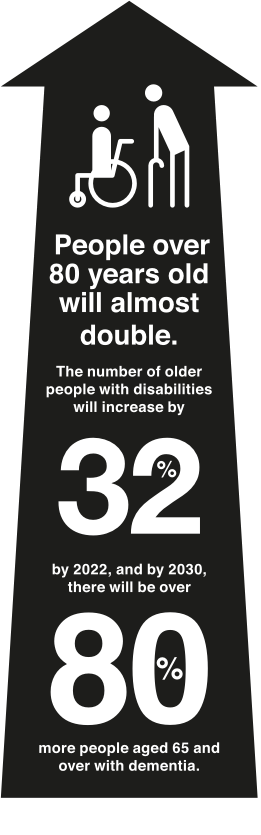 People over
80 years old
will almost
double.
The number of older
people with disabilities
will increase by
32%
by 2022, and by 2030,
there will be over
80%
more people aged 65 and
over with dementia.